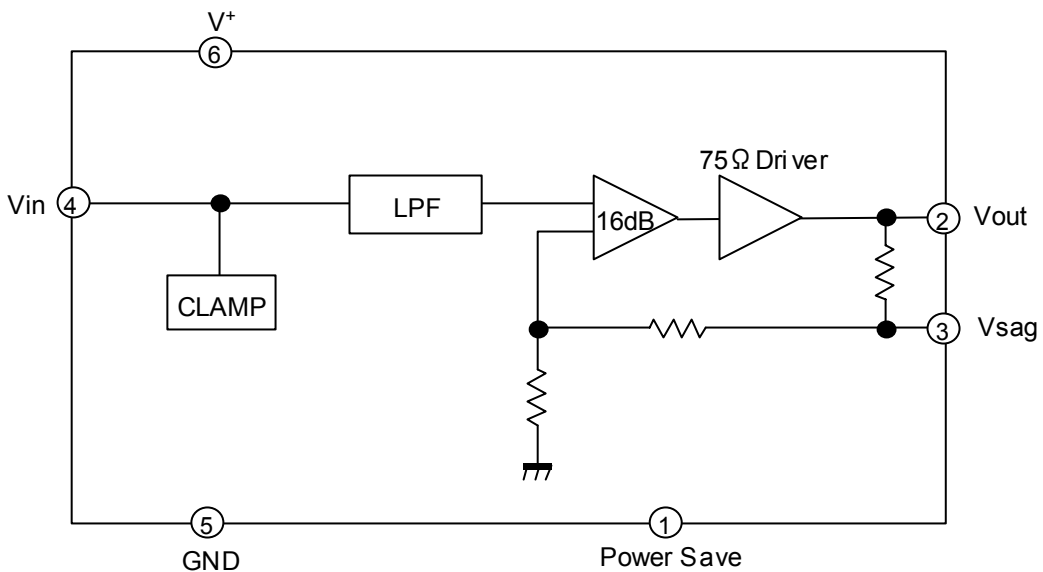 V⁺
6
75Ω Driver
Vin
4
LPF
16dB
2
Vout
CLAMP
3
Vsag
5
1
GND
Power Save